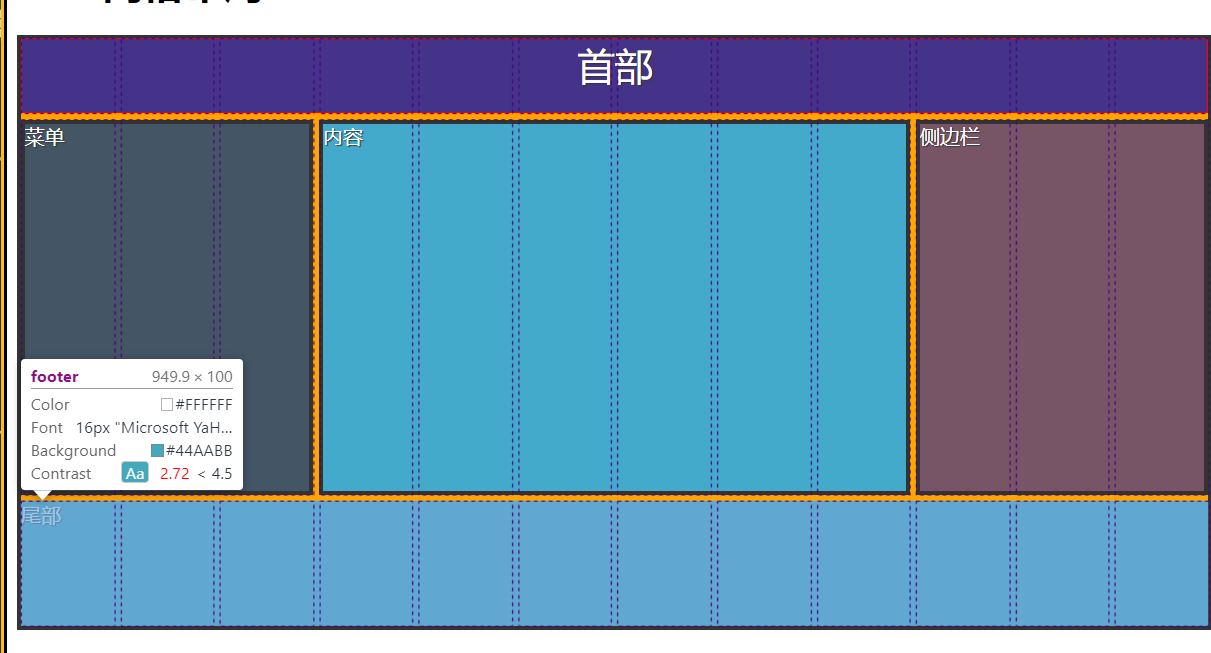 首部
菜单
内容
侧边栏
footer 949.9 × 100
Color #FFFFFF
Font 16px "Microsoft YaH...
Background #44AABB
Contrast Aa 2.72 < 4.5
尾部